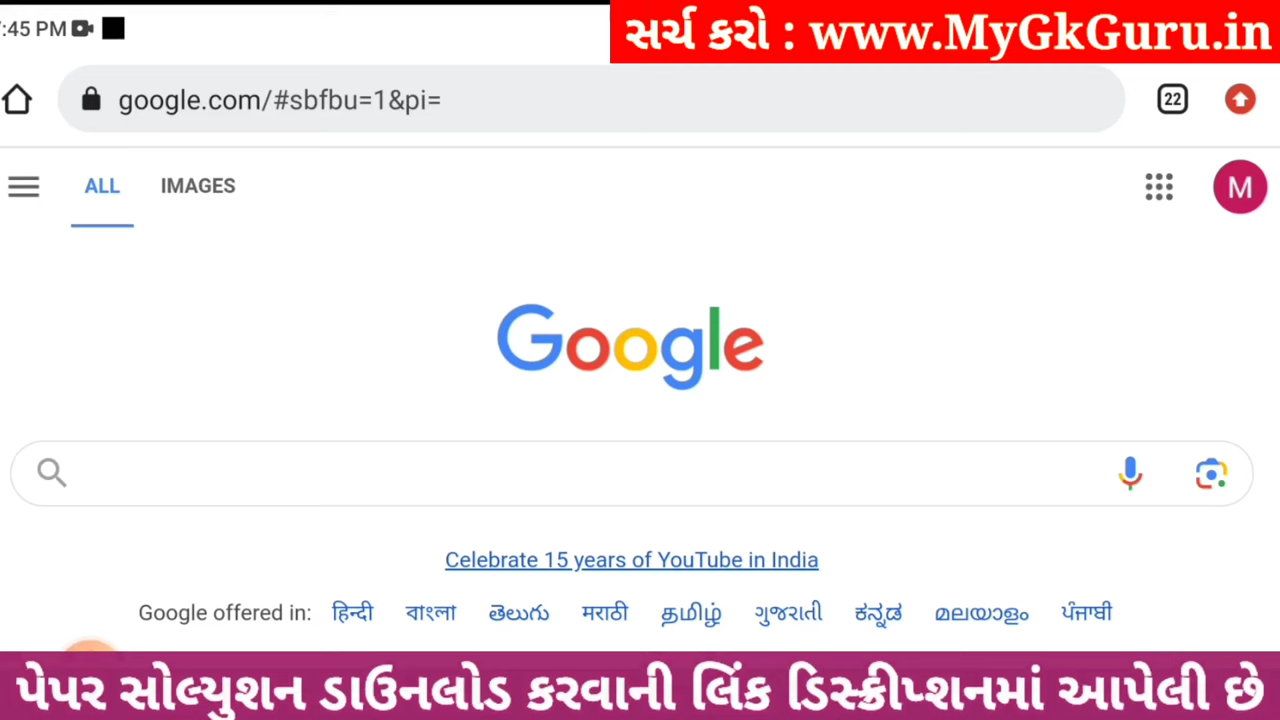 :45 PM
સર્ચ કરો : www.MyGkGuru.in
google.com/#sbfbu=1&pi=
22
ALL IMAGES
M
Google
Celebrate 15 years of YouTube in India
Google offered in: हिन्दी বাংলা తెలుగు मराठी தமிழ் ગુજરાતી ಕನ್ನಡ മലയാളം ਪੰਜਾਬੀ
પેપર સોલ્યુશન ડાઉનલોડ કરવાની લિંક ડિસ્ક્રીપ્શનમાં આપેલી છે